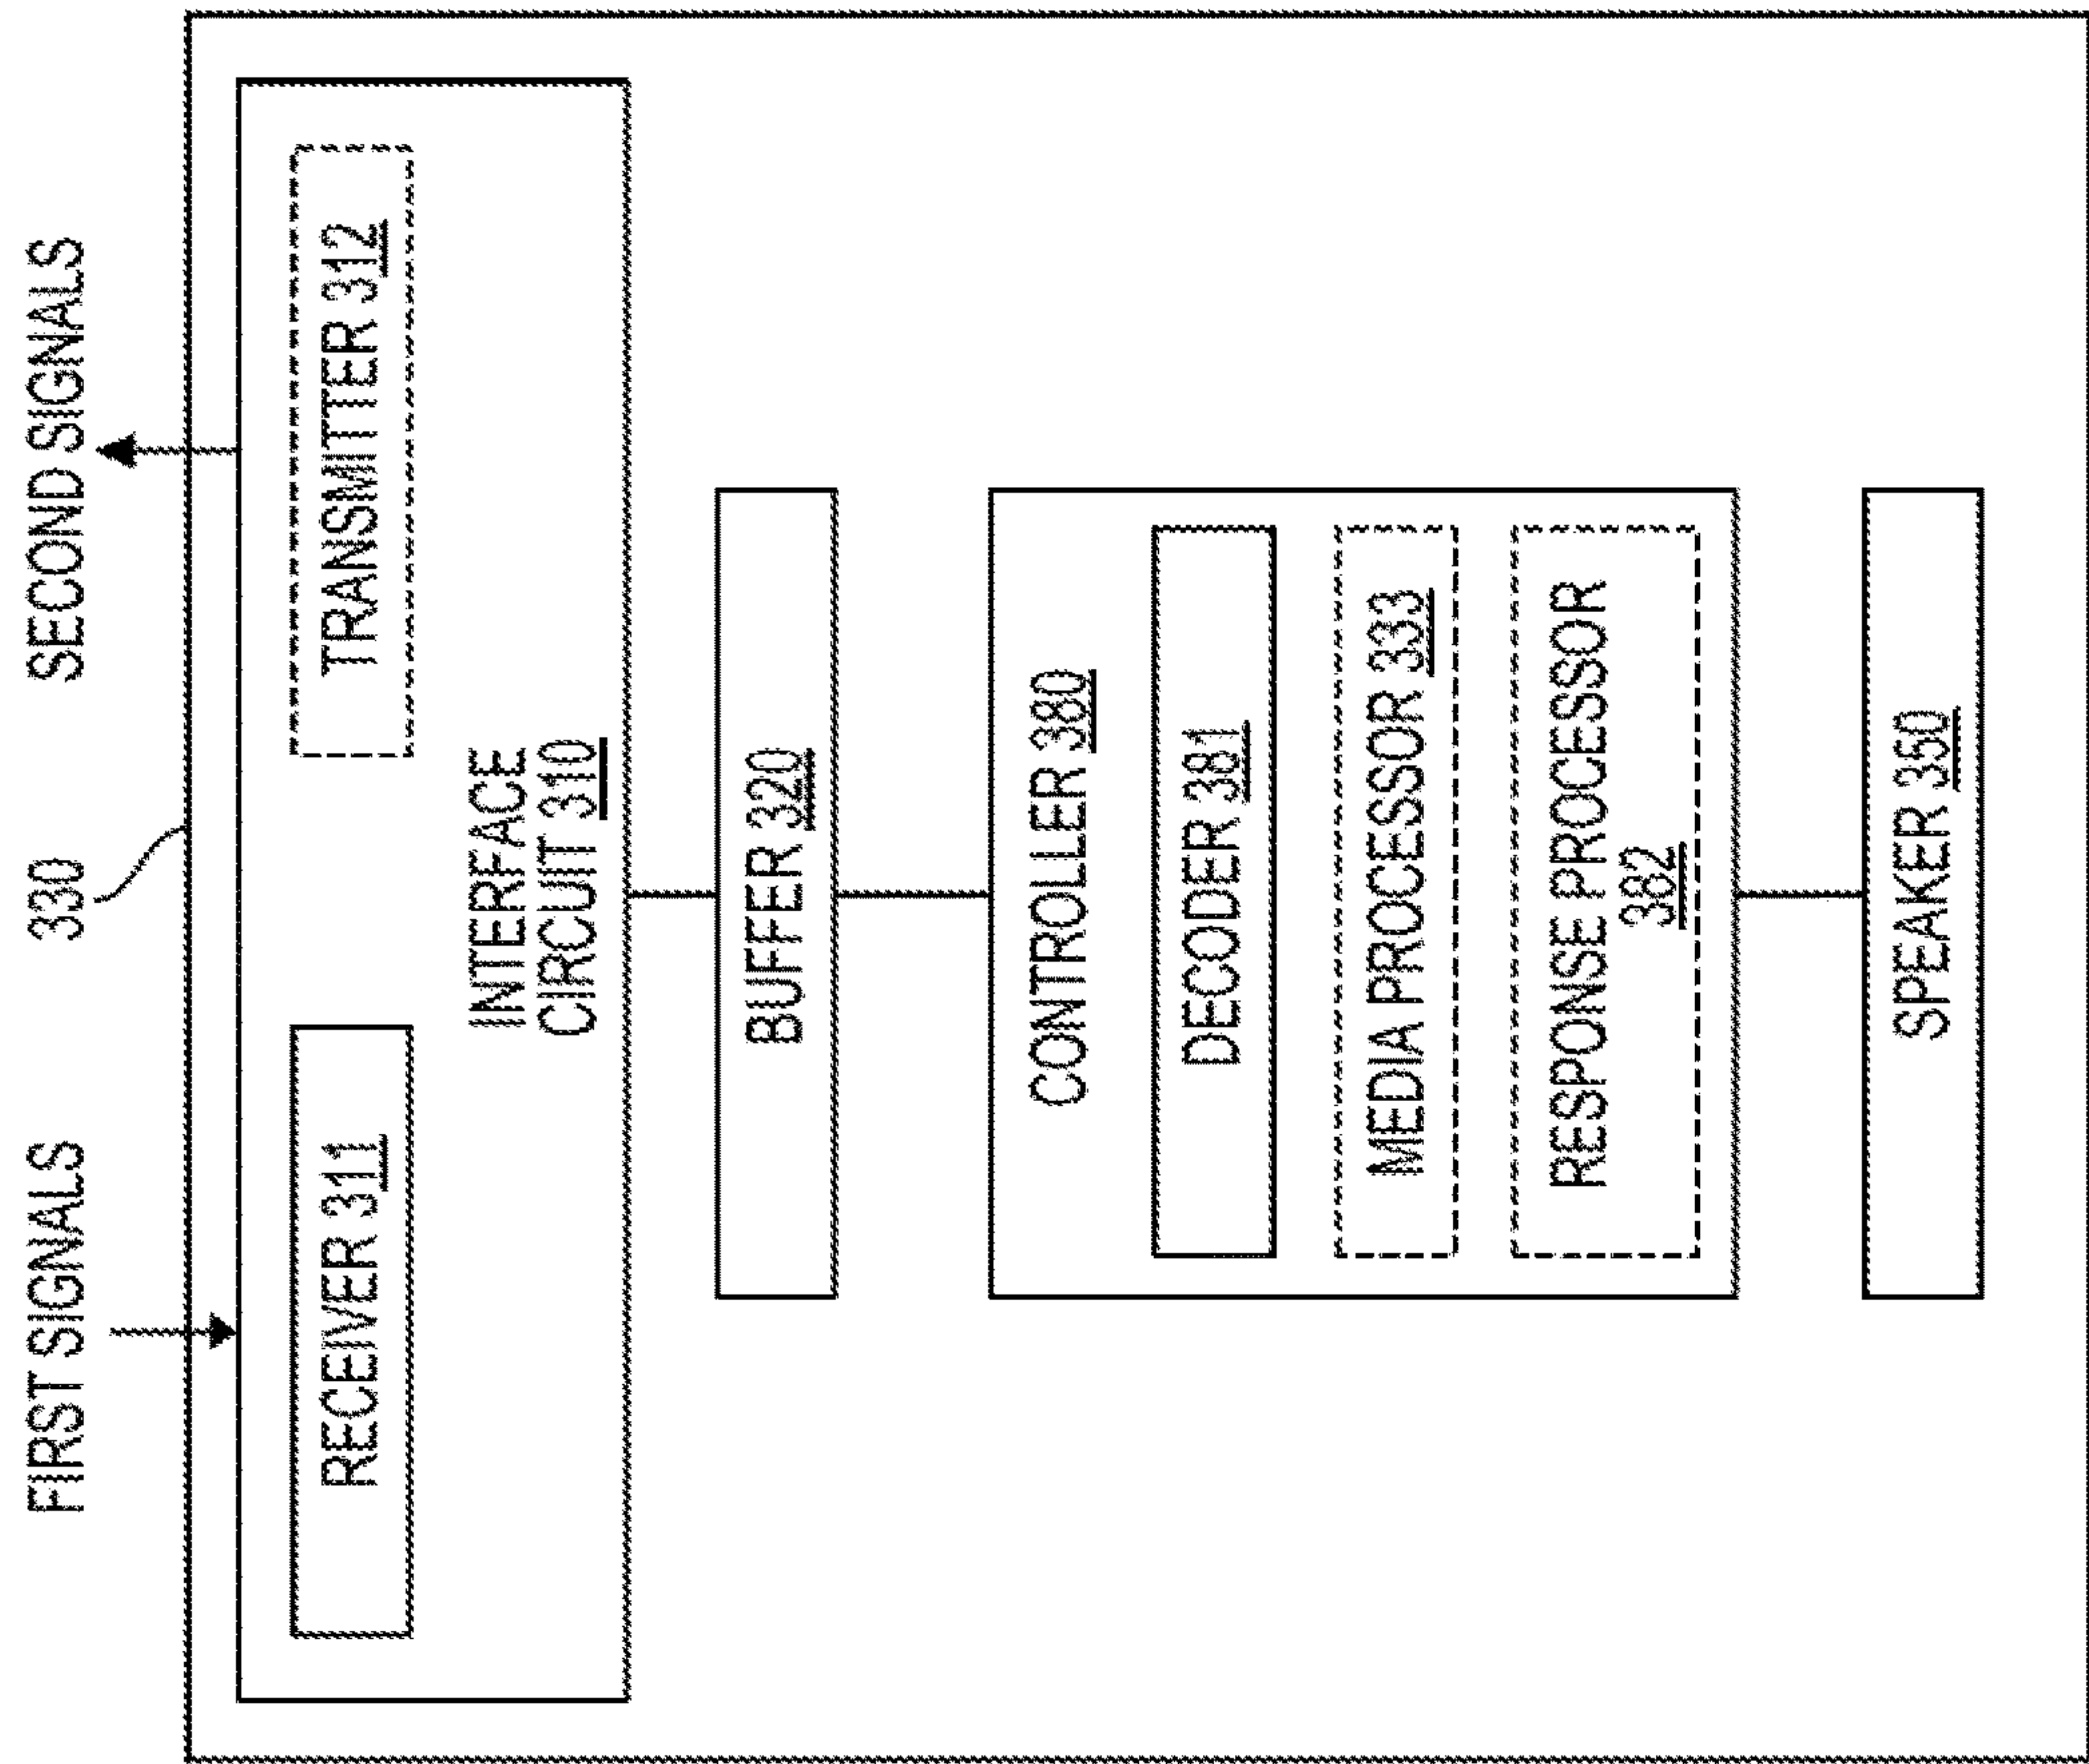 FIRST SIGNALS
330
SECOND SIGNALS
RECEIVER 311
TRANSMITTER 312
INTERFACE
CIRCUIT 310
BUFFER 320
CONTROLLER 380
DECODER 381
MEDIA PROCESSOR 333
RESPONSE PROCESSOR
382
SPEAKER 350